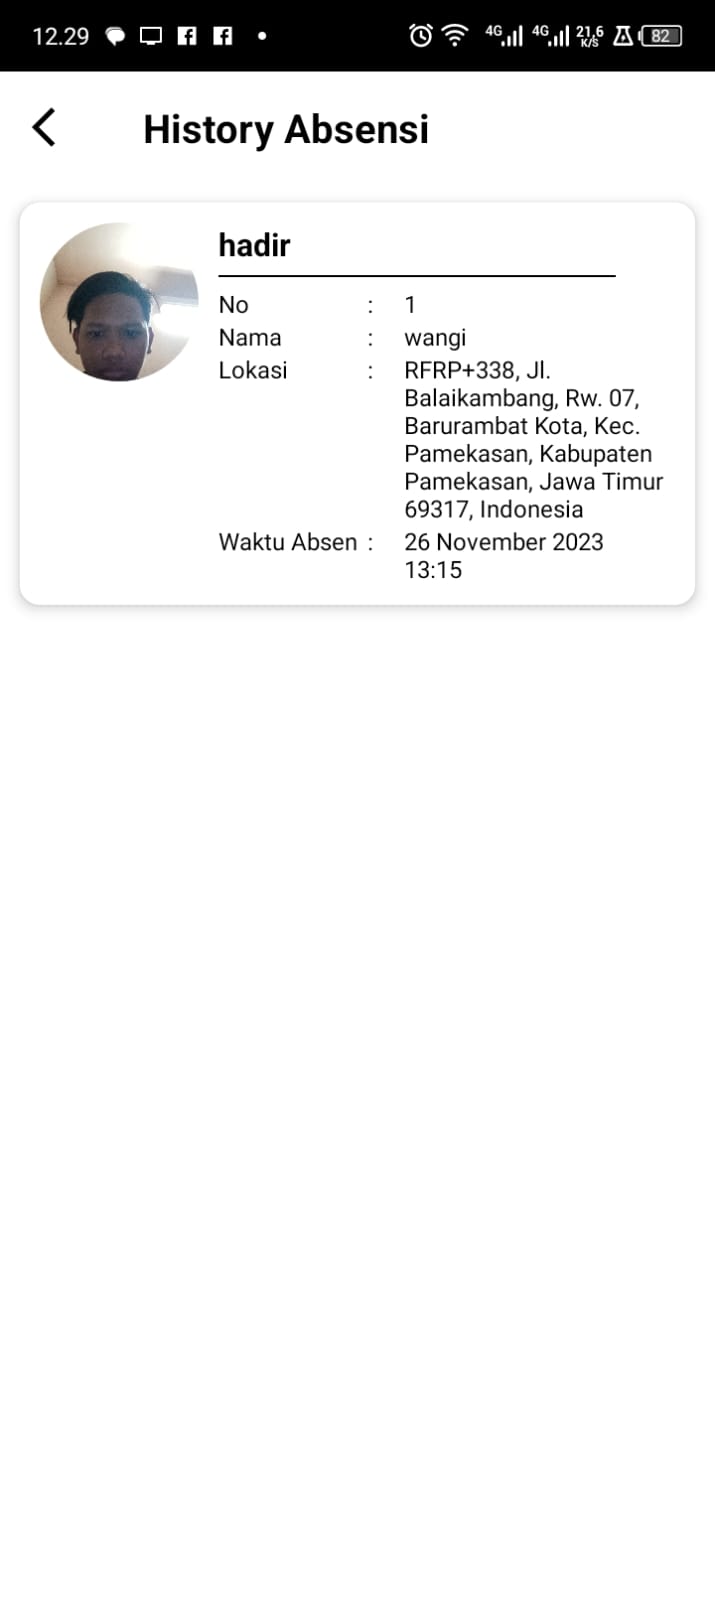 12.29
4G 4G 21,6 K/S 82
History Absensi
hadir
No : 1
Nama : wangi
Lokasi : RFRP+338, Jl.
Balaikambang, Rw. 07,
Barurambat Kota, Kec.
Pamekasan, Kabupaten
Pamekasan, Jawa Timur
69317, Indonesia
Waktu Absen : 26 November 2023
13:15